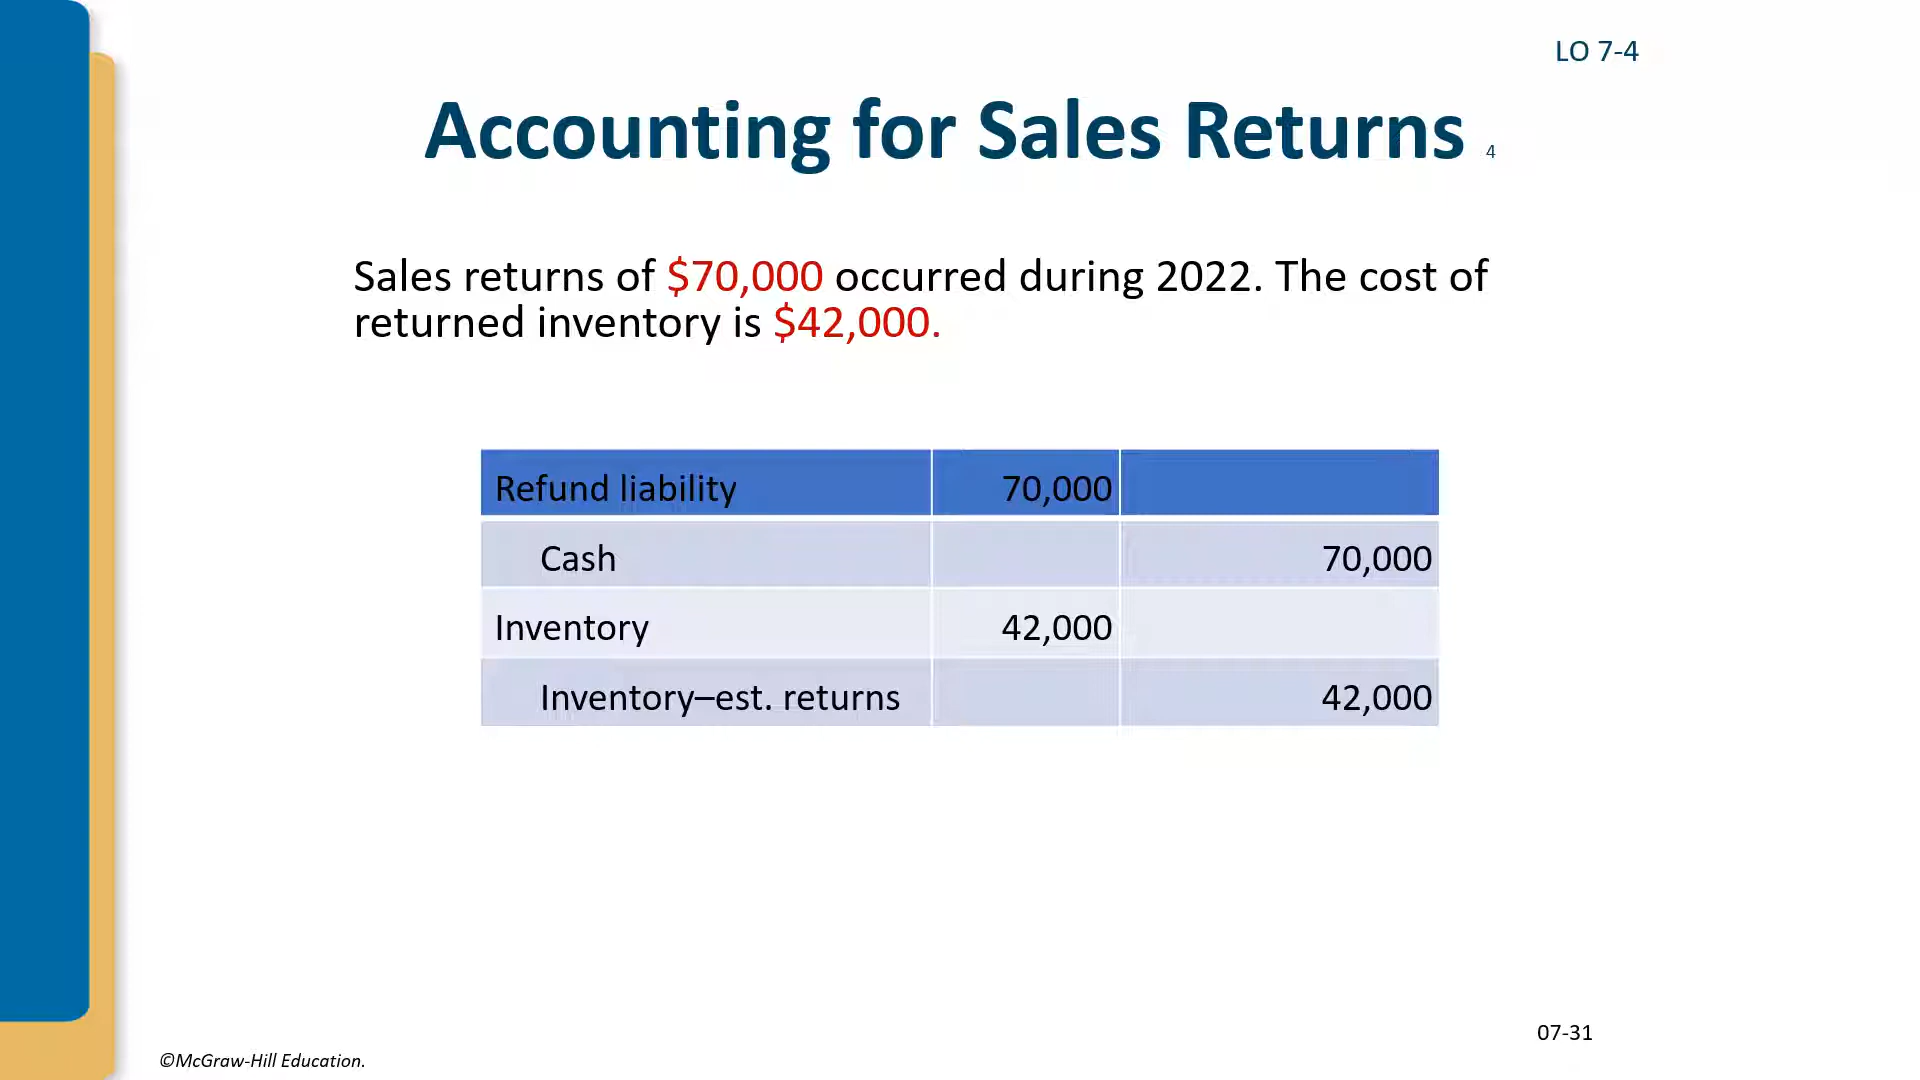 LO 7-4
Accounting for Sales Returns 4
Sales returns of $70,000 occurred during 2022. The cost of
returned inventory is $42,000.
Refund liability 70,000
Cash 70,000
Inventory 42,000
Inventory–est. returns 42,000
07-31
©McGraw-Hill Education.